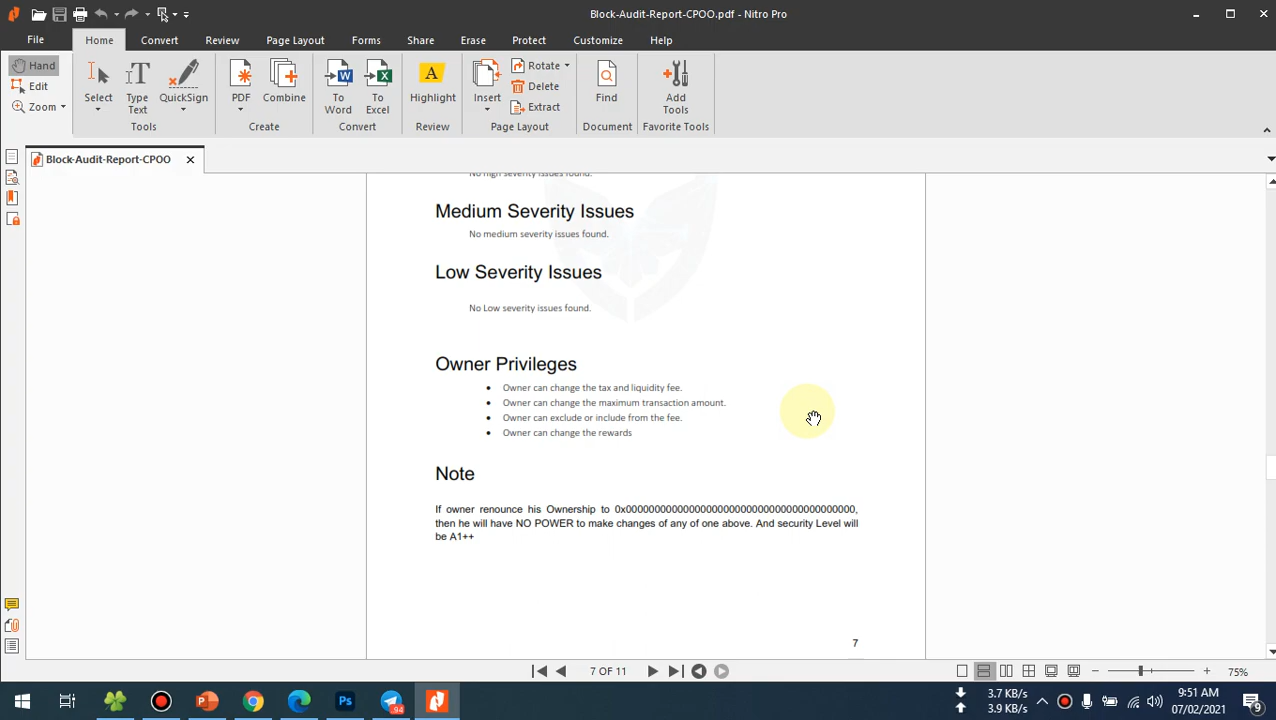 Block-Audit-Report-CPOO.pdf - Nitro Pro
File Home Convert Review Page Layout Forms Share Erase Protect Customize Help
Hand
Edit
Zoom
Select
Type Text
QuickSign
Tools
PDF
Combine
Create
To Word
To Excel
Convert
Highlight
Review
Insert
Rotate
Delete
Extract
Page Layout
Find
Document
Add Tools
Favorite Tools
Block-Audit-Report-CPOO
No high severity issues found.
Medium Severity Issues
No medium severity issues found.
Low Severity Issues
No Low severity issues found.
Owner Privileges
• Owner can change the tax and liquidity fee.
• Owner can change the maximum transaction amount.
• Owner can exclude or include from the fee.
• Owner can change the rewards
Note
If owner renounce his Ownership to 0x0000000000000000000000000000000000000000,
then he will have NO POWER to make changes of any of one above. And security Level will
be A1++
7
7 OF 11
75%
94
3.7 KB/s
3.9 KB/s
9:51 AM
07/02/2021
9